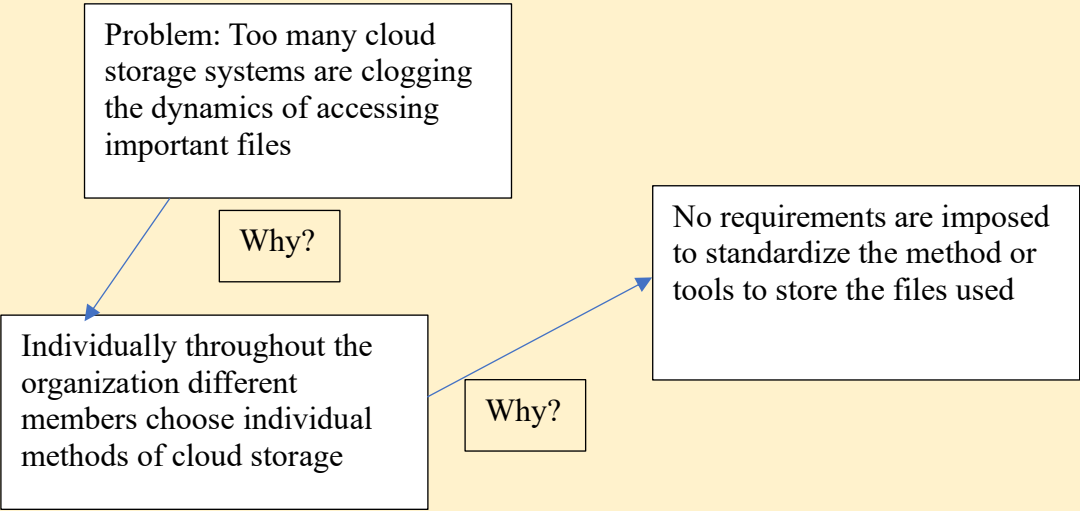 Problem: Too many cloud
storage systems are clogging
the dynamics of accessing
important files
Why?
Individually throughout the
organization different
members choose individual
methods of cloud storage
Why?
No requirements are imposed
to standardize the method or
tools to store the files used